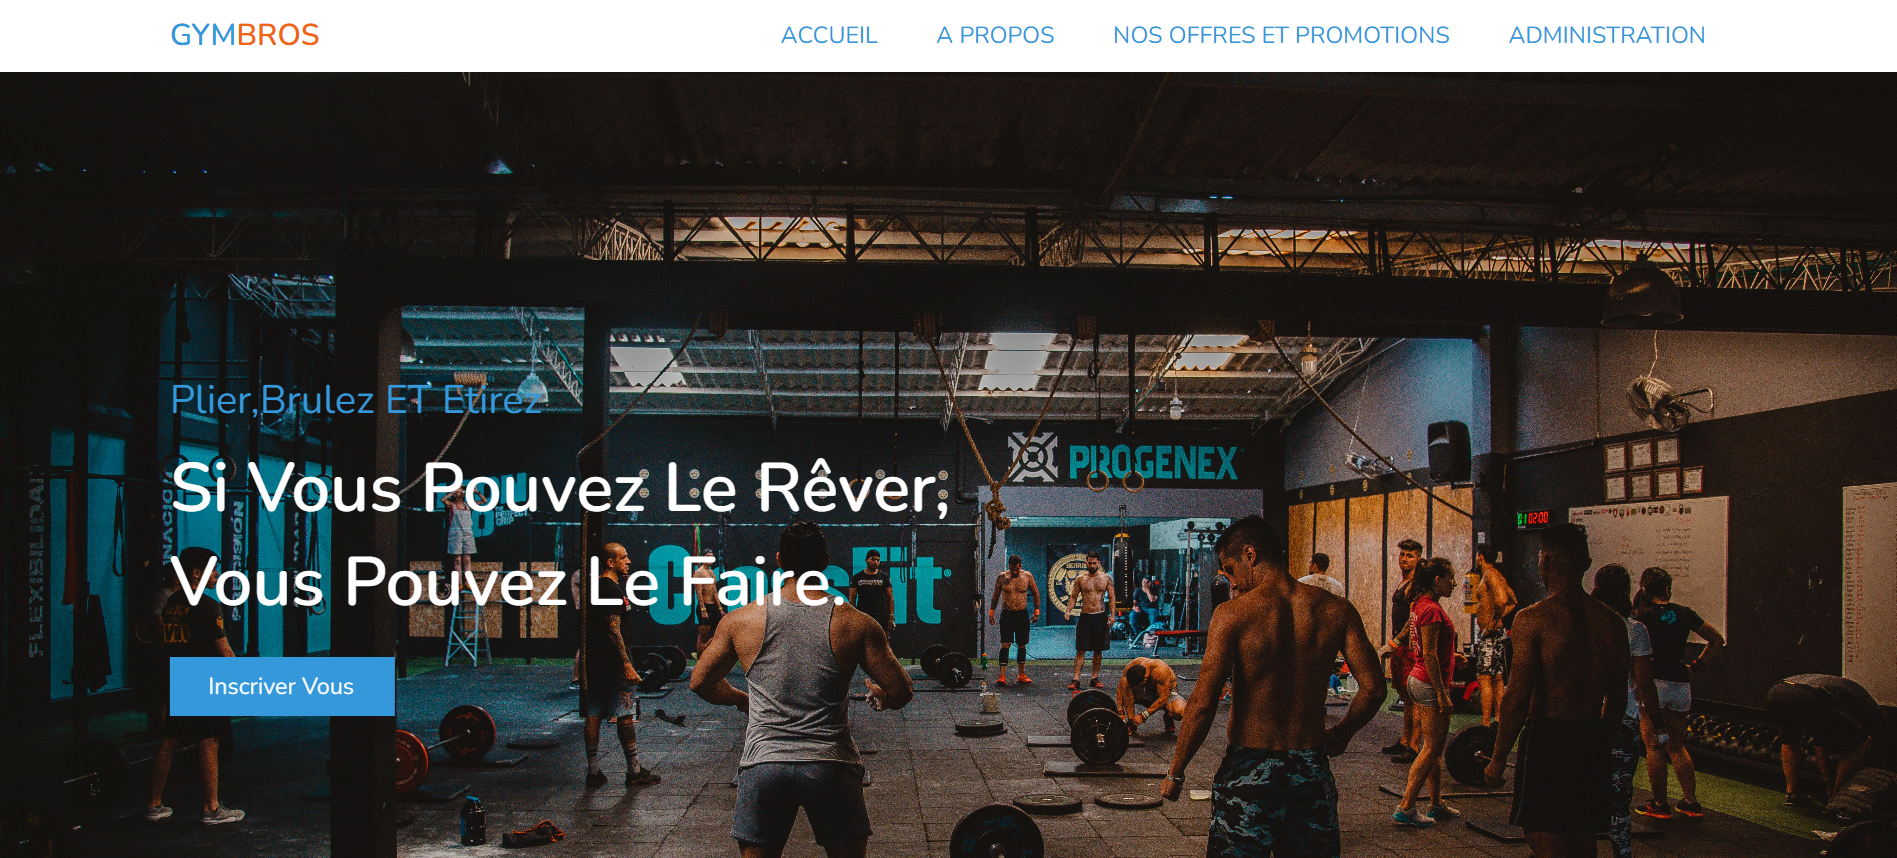 GYMBROS
ACCUEIL
A PROPOS
NOS OFFRES ET PROMOTIONS
ADMINISTRATION
Plier,Brulez ET Etirez
Si Vous Pouvez Le Rêver,
Vous Pouvez Le Faire.
Inscriver Vous
PROGENEX
FLEXIBILIDAD